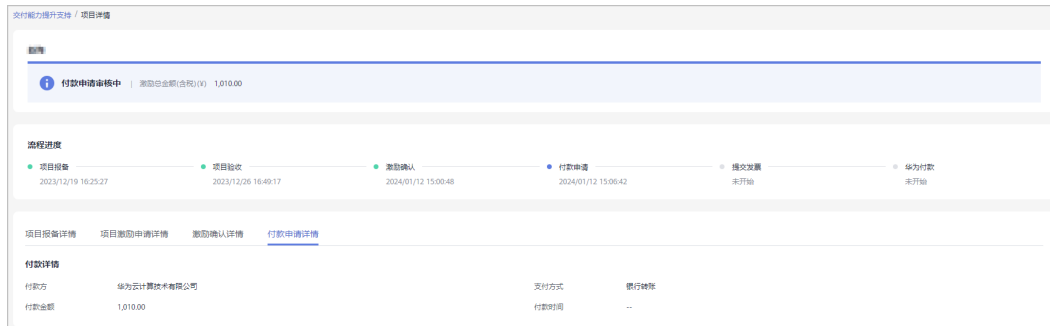 交付能力提升支持 / 项目详情
付款申请审核中 | 激励总金额(含税)(¥) 1,010.00
流程进度
项目报备 项目验收 激励确认 付款申请 提交发票 华为付款
2023/12/19 16:25:27 2023/12/26 16:49:17 2024/01/12 15:00:48 2024/01/12 15:06:42 未开始 未开始
项目报备详情 项目激励申请详情 激励确认详情 付款申请详情
付款详情
付款方 华为云计算技术有限公司 支付方式 银行转账
付款金额 1,010.00 付款时间 --